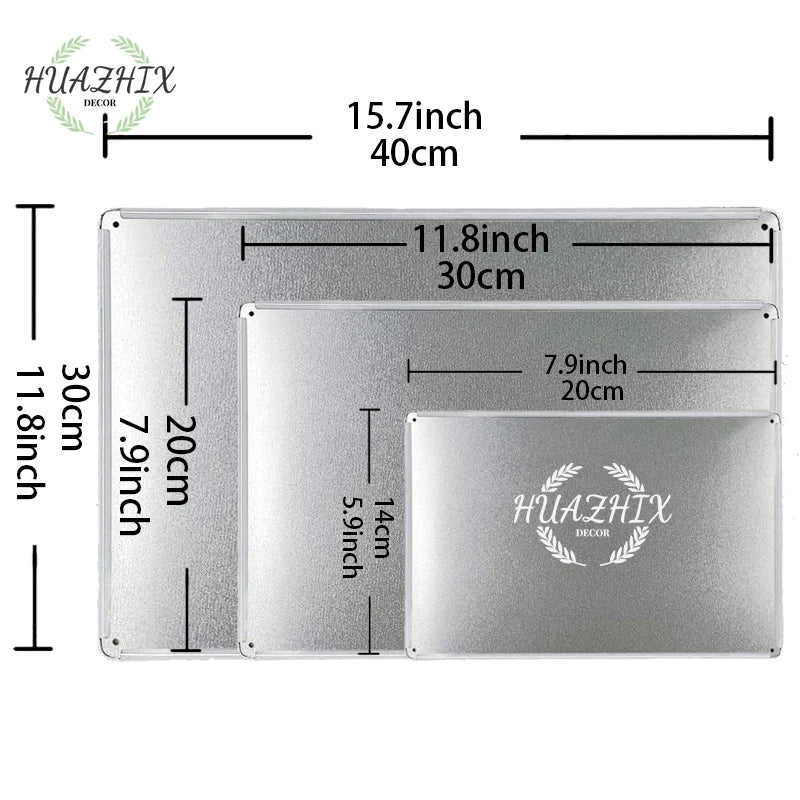 HUAZHIX
DECOR
15.7inch
40cm
11.8inch
30cm
7.9inch
20cm
30cm
11.8inch
20cm
7.9inch
14cm
5.9inch
HUAZHIX
DECOR